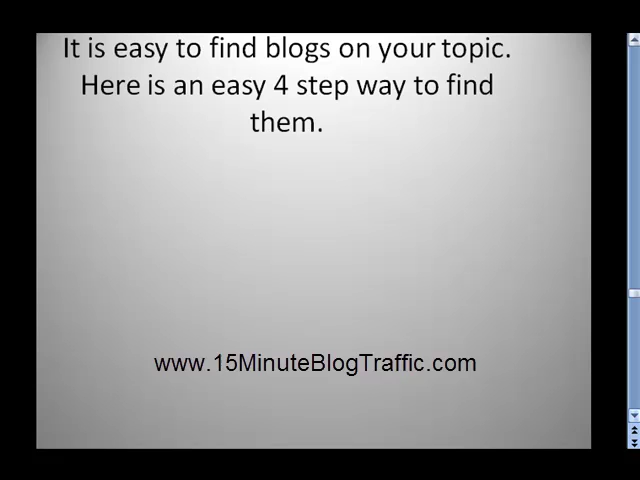 It is easy to find blogs on your topic.
Here is an easy 4 step way to find
them.
www.15MinuteBlogTraffic.com